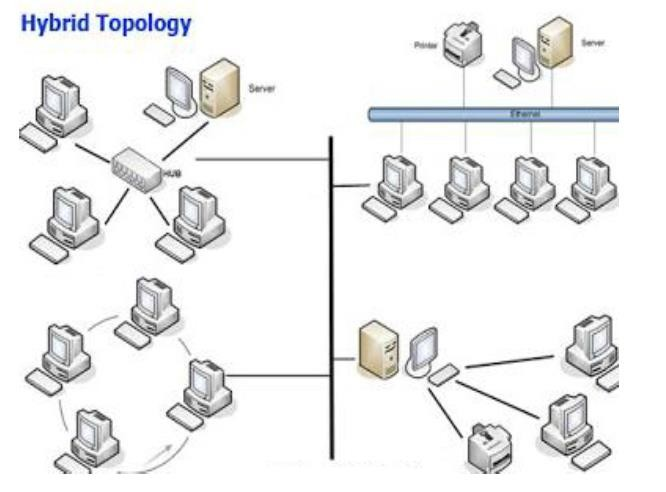 Hybrid Topology
Printer
Server
Server
Ethernet
HUB